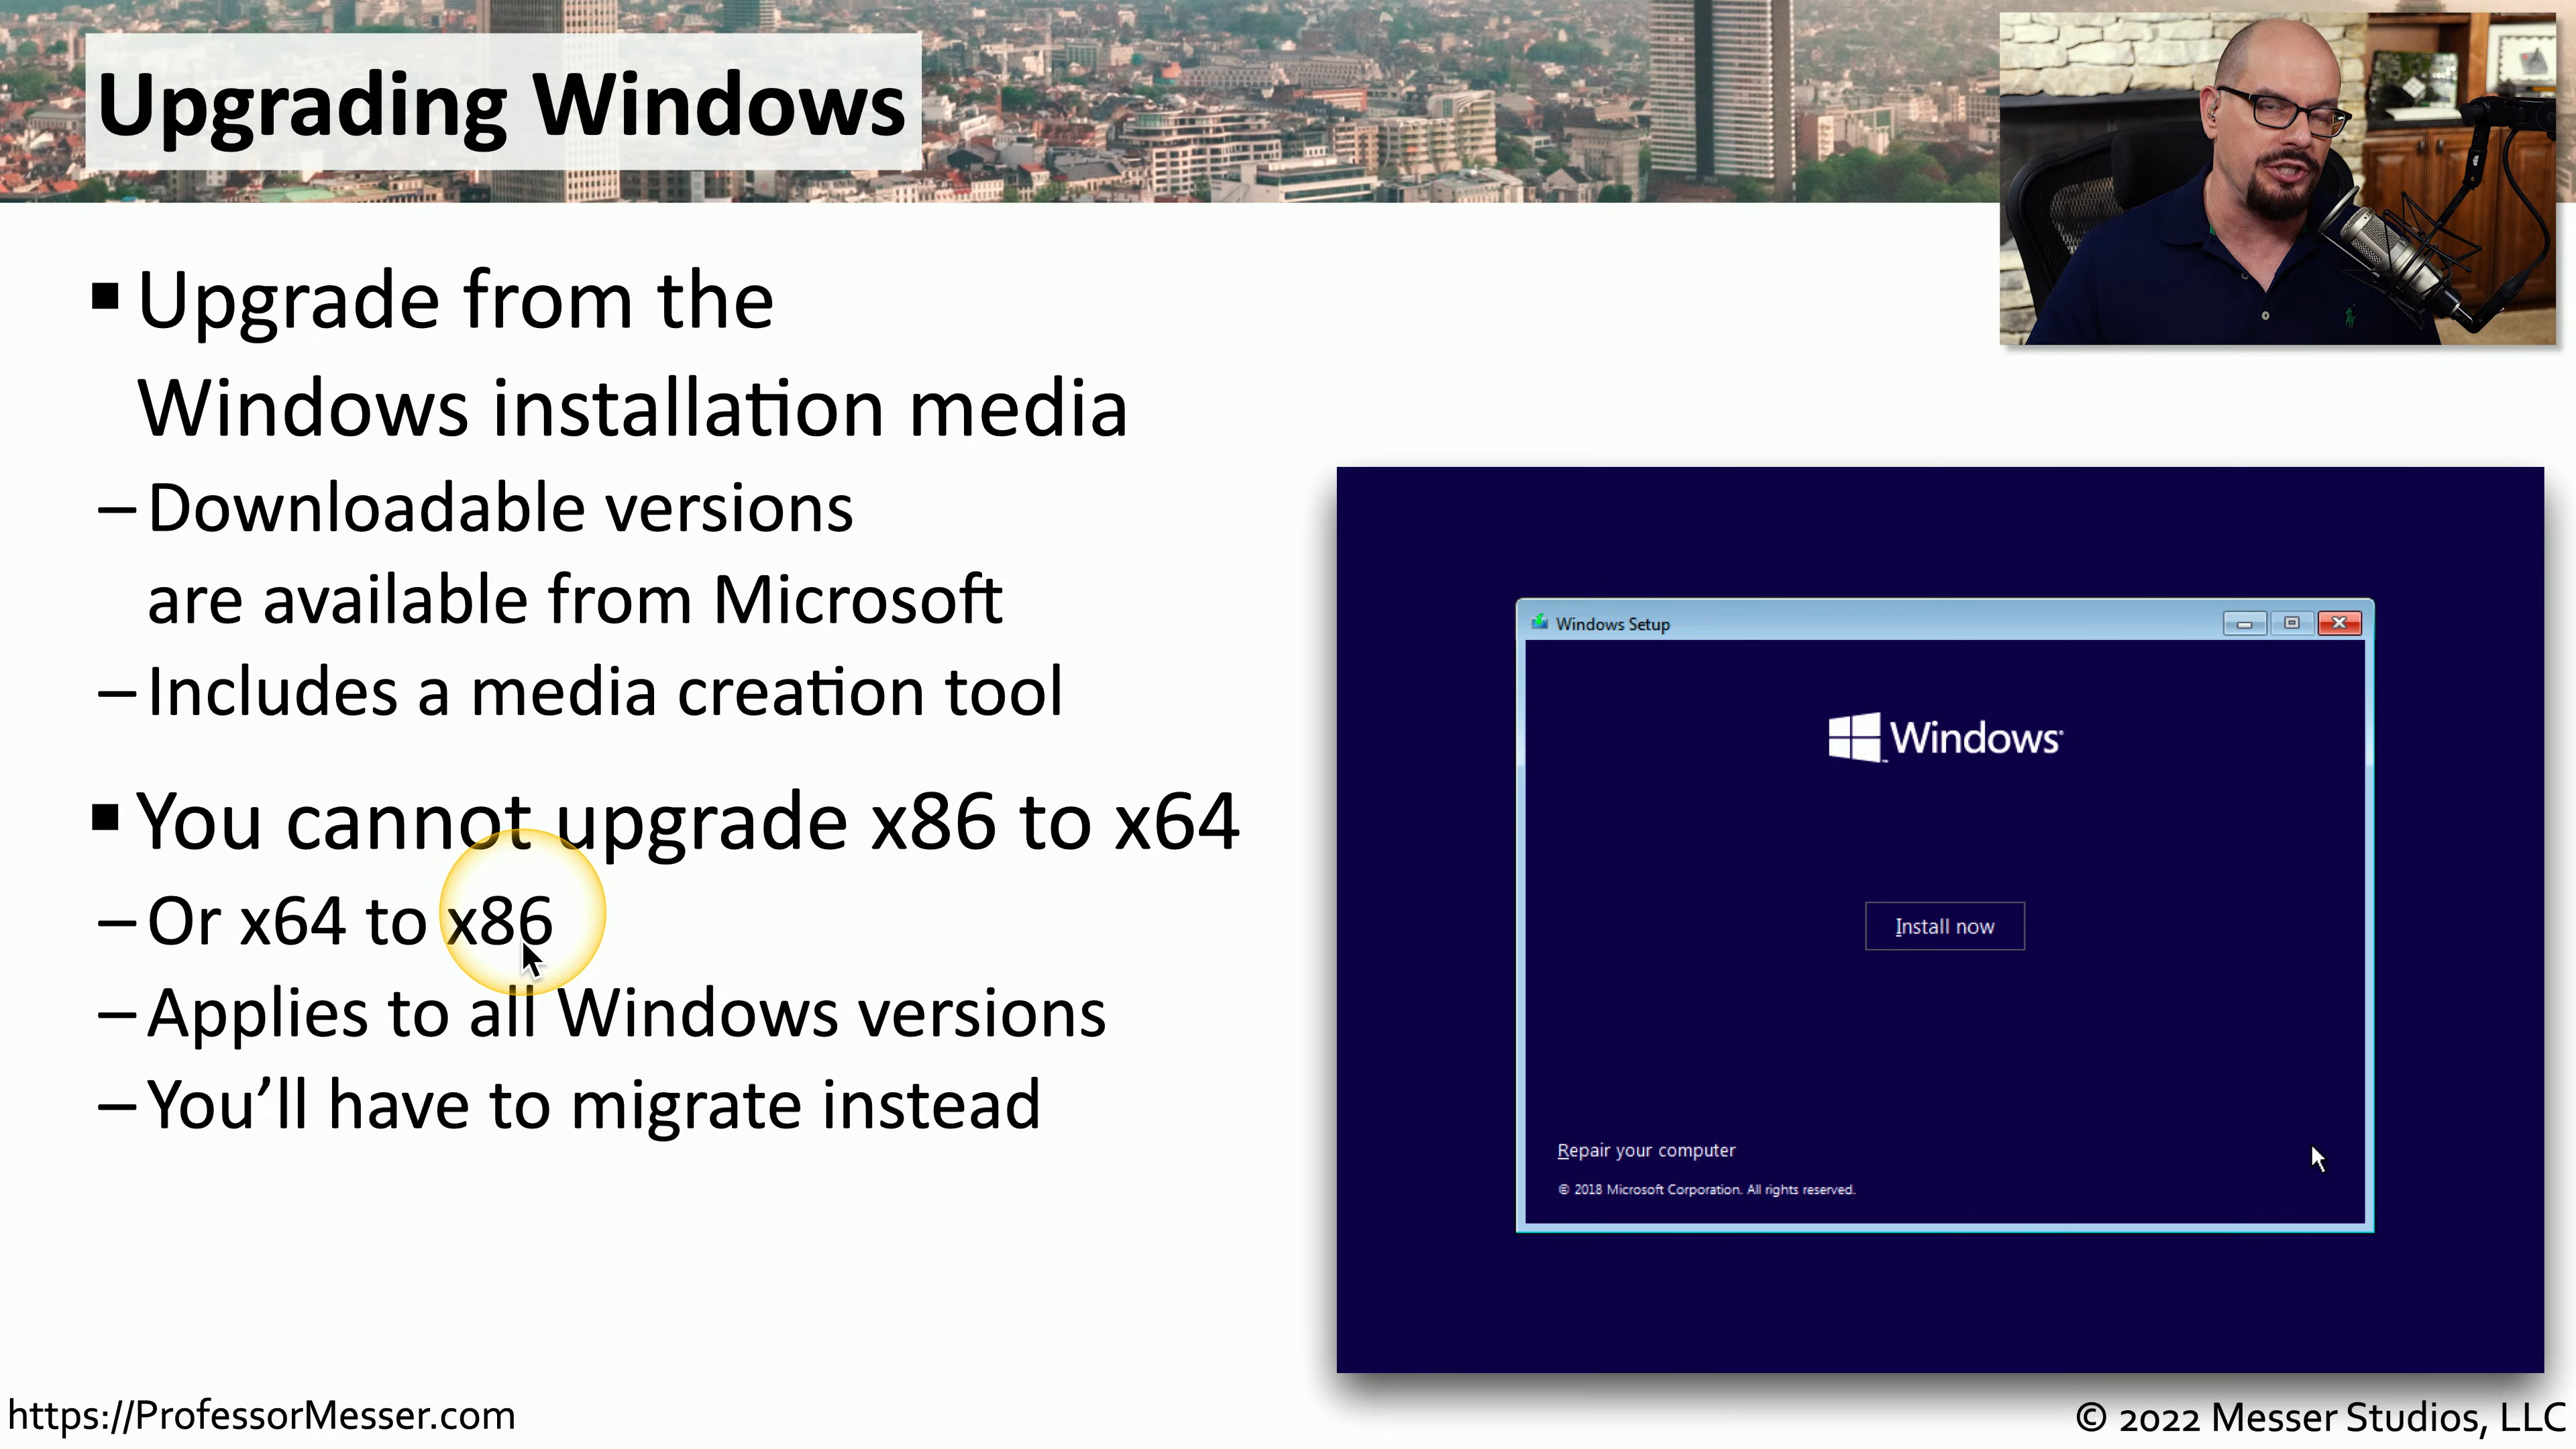 Upgrading Windows
▪ Upgrade from the
Windows installation media
– Downloadable versions
are available from Microsoft
– Includes a media creation tool
▪ You cannot upgrade x86 to x64
– Or x64 to x86
– Applies to all Windows versions
– You’ll have to migrate instead
Windows Setup
Windows
Install now
Repair your computer
© 2018 Microsoft Corporation. All rights reserved.
https://ProfessorMesser.com
© 2022 Messer Studios, LLC